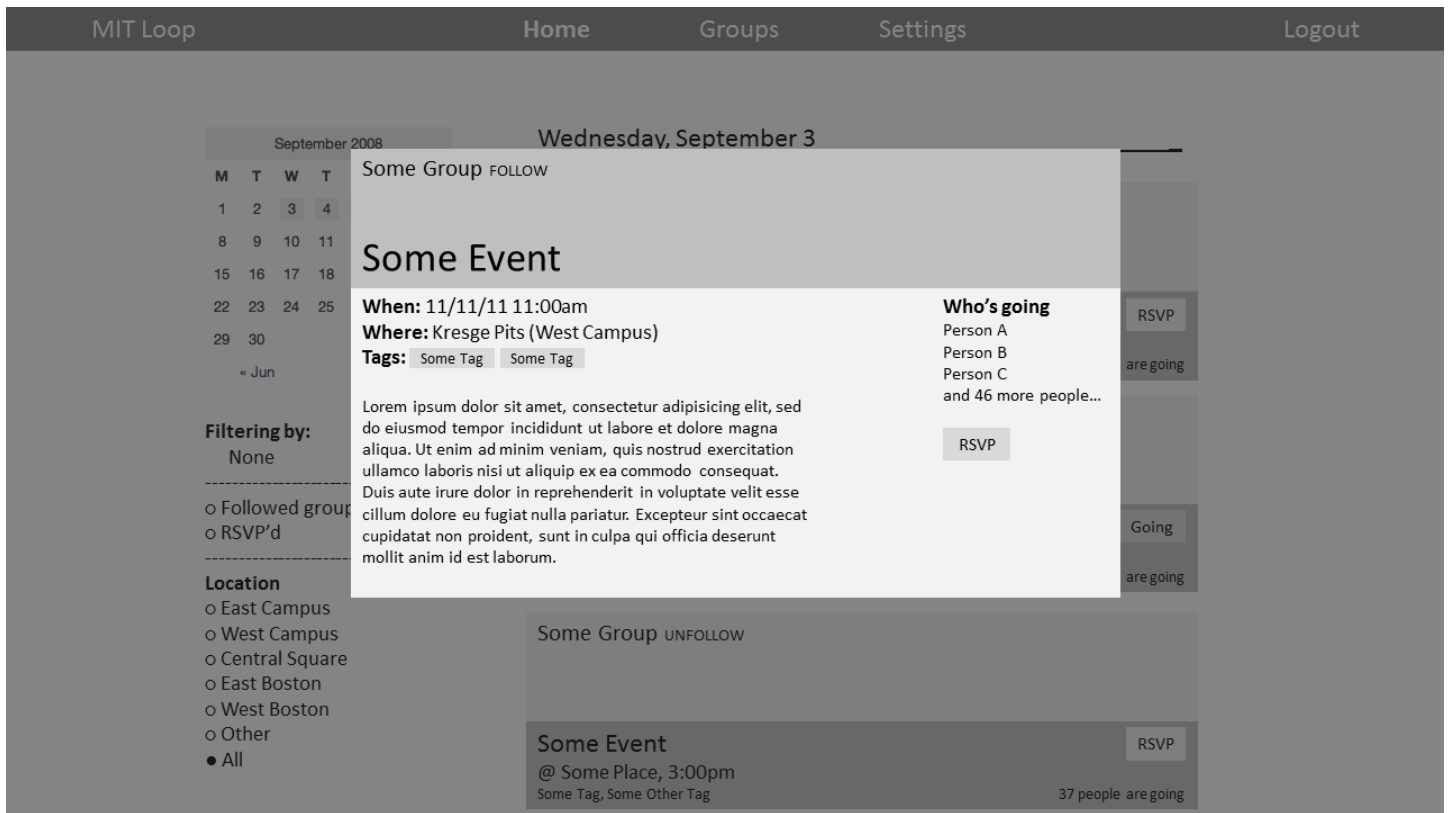 MIT Loop Home Groups Settings Logout
September 2008
M T W T
1 2 3 4
8 9 10 11
15 16 17 18
22 23 24 25
29 30
« Jun
Filtering by:
None
--------------------
o Followed group
o RSVP’d
--------------------
Location
o East Campus
o West Campus
o Central Square
o East Boston
o West Boston
o Other
● All
Wednesday, September 3
Some Group FOLLOW
Some Event
When: 11/11/11 11:00am
Where: Kresge Pits (West Campus)
Tags: Some Tag Some Tag
Lorem ipsum dolor sit amet, consectetur adipisicing elit, sed
do eiusmod tempor incididunt ut labore et dolore magna
aliqua. Ut enim ad minim veniam, quis nostrud exercitation
ullamco laboris nisi ut aliquip ex ea commodo consequat.
Duis aute irure dolor in reprehenderit in voluptate velit esse
cillum dolore eu fugiat nulla pariatur. Excepteur sint occaecat
cupidatat non proident, sunt in culpa qui officia deserunt
mollit anim id est laborum.
Who’s going
Person A
Person B
Person C
and 46 more people...
RSVP
RSVP
are going
Going
are going
Some Group UNFOLLOW
Some Event
RSVP
@ Some Place, 3:00pm
Some Tag, Some Other Tag
37 people are going